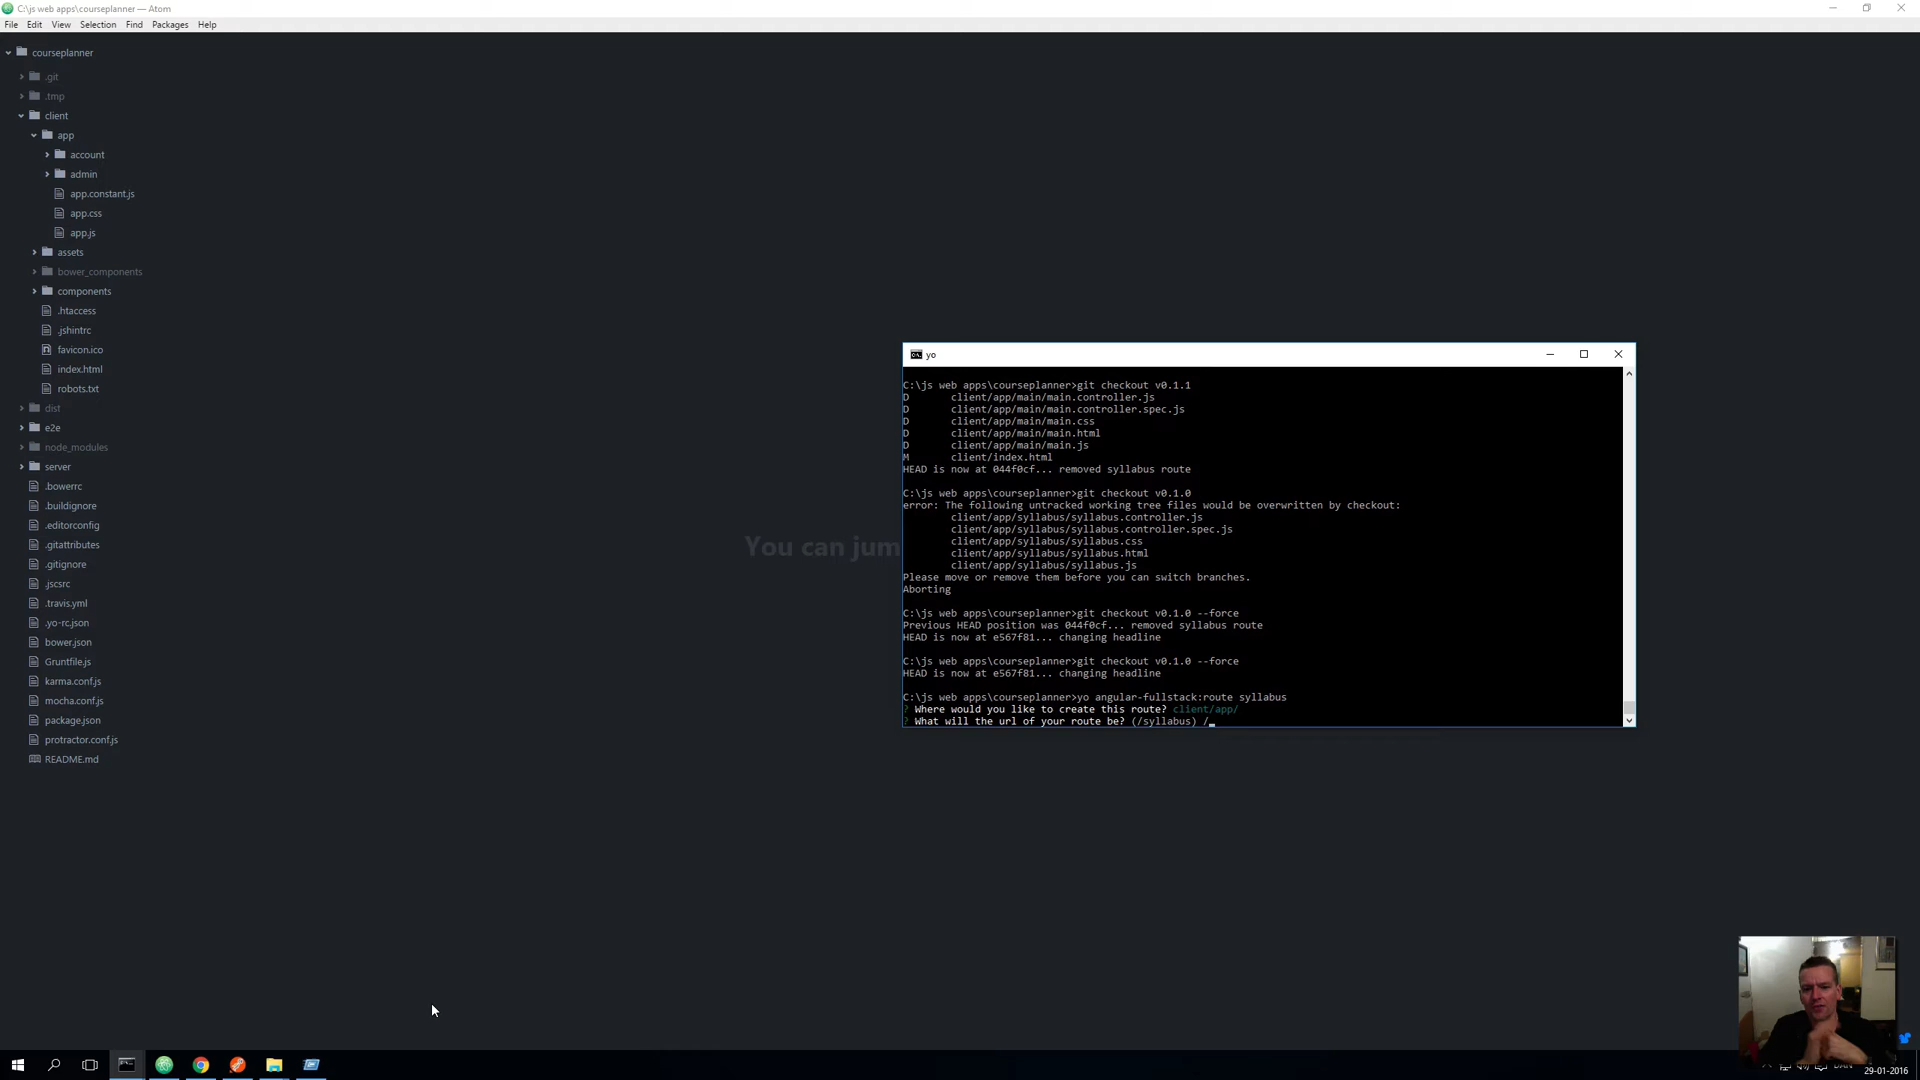 C:\js web apps\courseplanner — Atom
File Edit View Selection Find Packages Help
courseplanner
.git
.tmp
client
app
account
admin
app.constant.js
app.css
app.js
assets
bower_components
components
.htaccess
.jshintrc
favicon.ico
index.html
robots.txt
dist
e2e
node_modules
server
.bowerrc
.buildignore
.editorconfig
.gitattributes
.gitignore
.jscsrc
.travis.yml
.yo-rc.json
bower.json
Gruntfile.js
karma.conf.js
mocha.conf.js
package.json
protractor.conf.js
README.md
You can jum
yo
C:\js web apps\courseplanner>git checkout v0.1.1
D client/app/main/main.controller.js
D client/app/main/main.controller.spec.js
D client/app/main/main.css
D client/app/main/main.html
D client/app/main/main.js
M client/index.html
HEAD is now at 044f0cf... removed syllabus route
C:\js web apps\courseplanner>git checkout v0.1.0
error: The following untracked working tree files would be overwritten by checkout:
client/app/syllabus/syllabus.controller.js
client/app/syllabus/syllabus.controller.spec.js
client/app/syllabus/syllabus.css
client/app/syllabus/syllabus.html
client/app/syllabus/syllabus.js
Please move or remove them before you can switch branches.
Aborting
C:\js web apps\courseplanner>git checkout v0.1.0 --force
Previous HEAD position was 044f0cf... removed syllabus route
HEAD is now at e567f81... changing headline
C:\js web apps\courseplanner>git checkout v0.1.0 --force
HEAD is now at e567f81... changing headline
C:\js web apps\courseplanner>yo angular-fullstack:route syllabus
? Where would you like to create this route? client/app/
? What will the url of your route be? (/syllabus) /_
29-01-2016